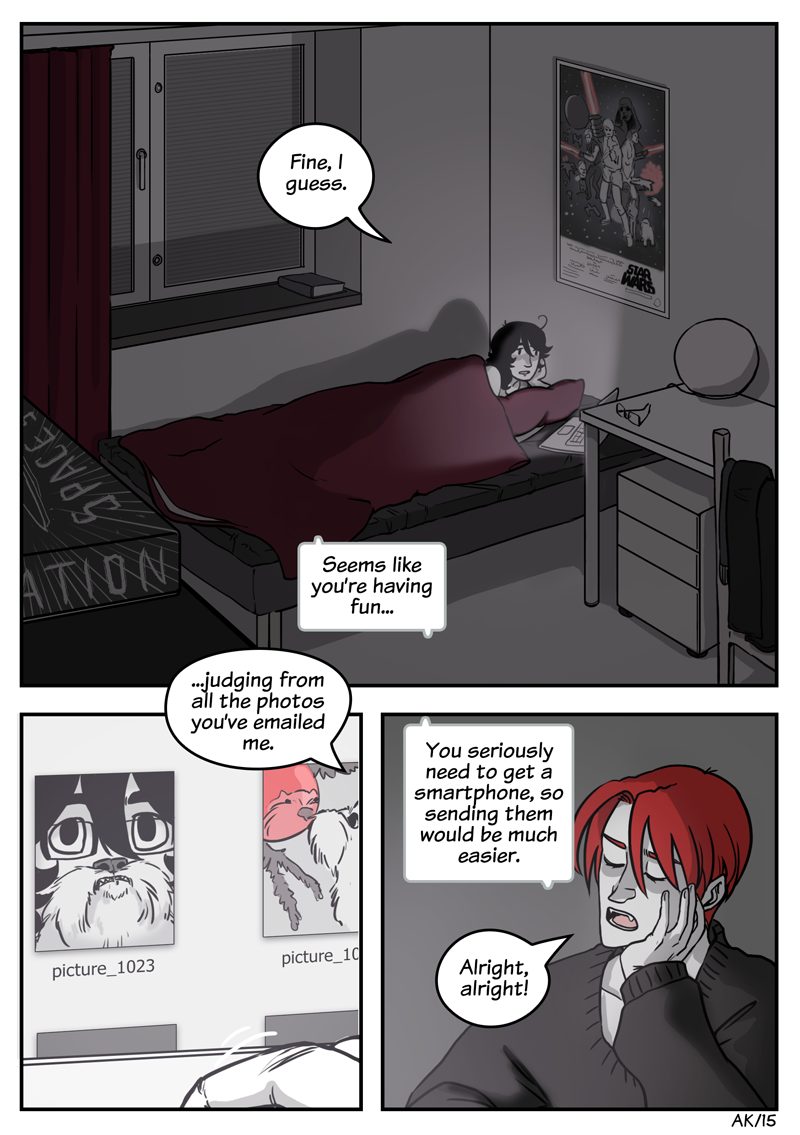 Fine, I
guess.
STAR
WARS
SPACES
ATION
Seems like
you're having
fun...
...judging from
all the photos
you've emailed
me.
picture_1023
picture_10
You seriously
need to get a
smartphone, so
sending them
would be much
easier.
Alright,
alright!
AK/15